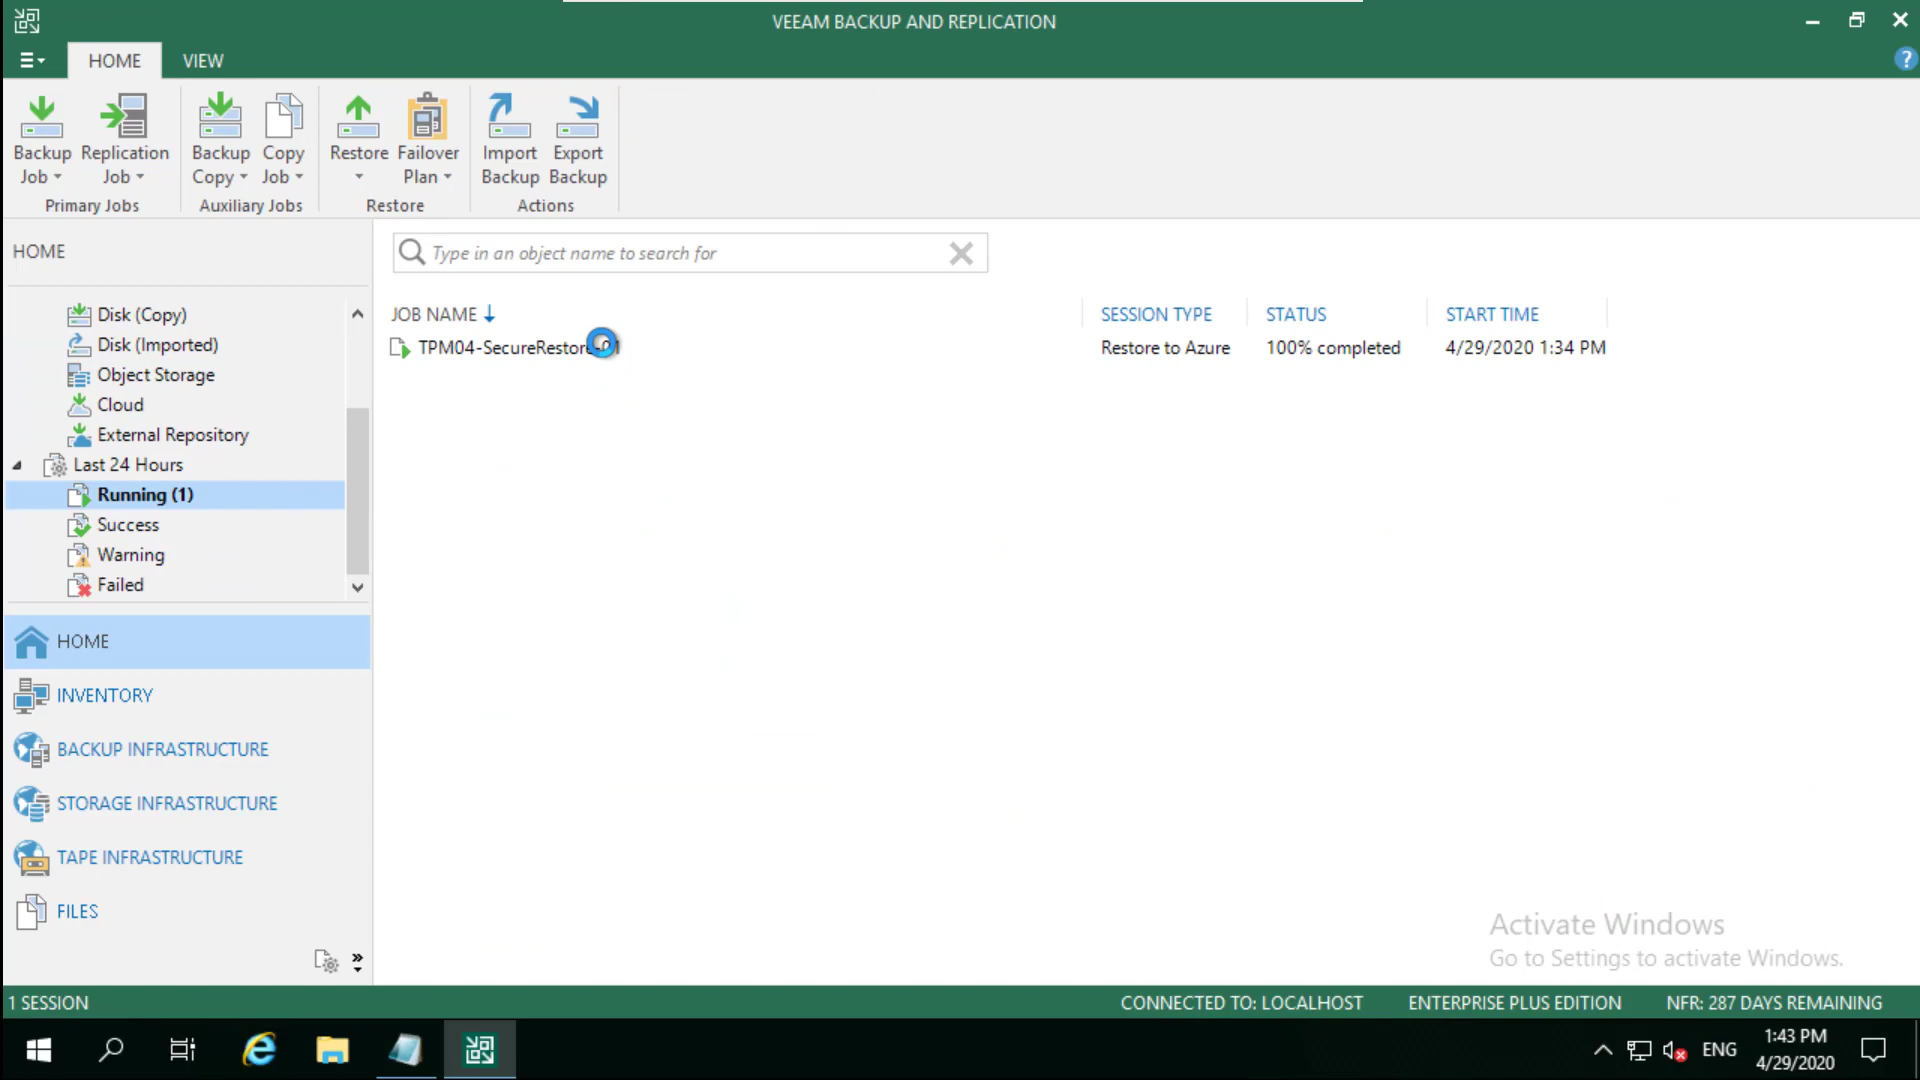 VEEAM BACKUP AND REPLICATION
HOME
VIEW
Backup Job
Replication Job
Backup Copy
Copy Job
Restore
Failover Plan
Import Backup
Export Backup
Primary Jobs
Auxiliary Jobs
Restore
Actions
HOME
Type in an object name to search for
Disk (Copy)
Disk (Imported)
Object Storage
Cloud
External Repository
Last 24 Hours
Running (1)
Success
Warning
Failed
JOB NAME
SESSION TYPE
STATUS
START TIME
TPM04-SecureRestore-01
Restore to Azure
100% completed
4/29/2020 1:34 PM
HOME
INVENTORY
BACKUP INFRASTRUCTURE
STORAGE INFRASTRUCTURE
TAPE INFRASTRUCTURE
FILES
Activate Windows
Go to Settings to activate Windows.
1 SESSION
CONNECTED TO: LOCALHOST
ENTERPRISE PLUS EDITION
NFR: 287 DAYS REMAINING
ENG
1:43 PM
4/29/2020